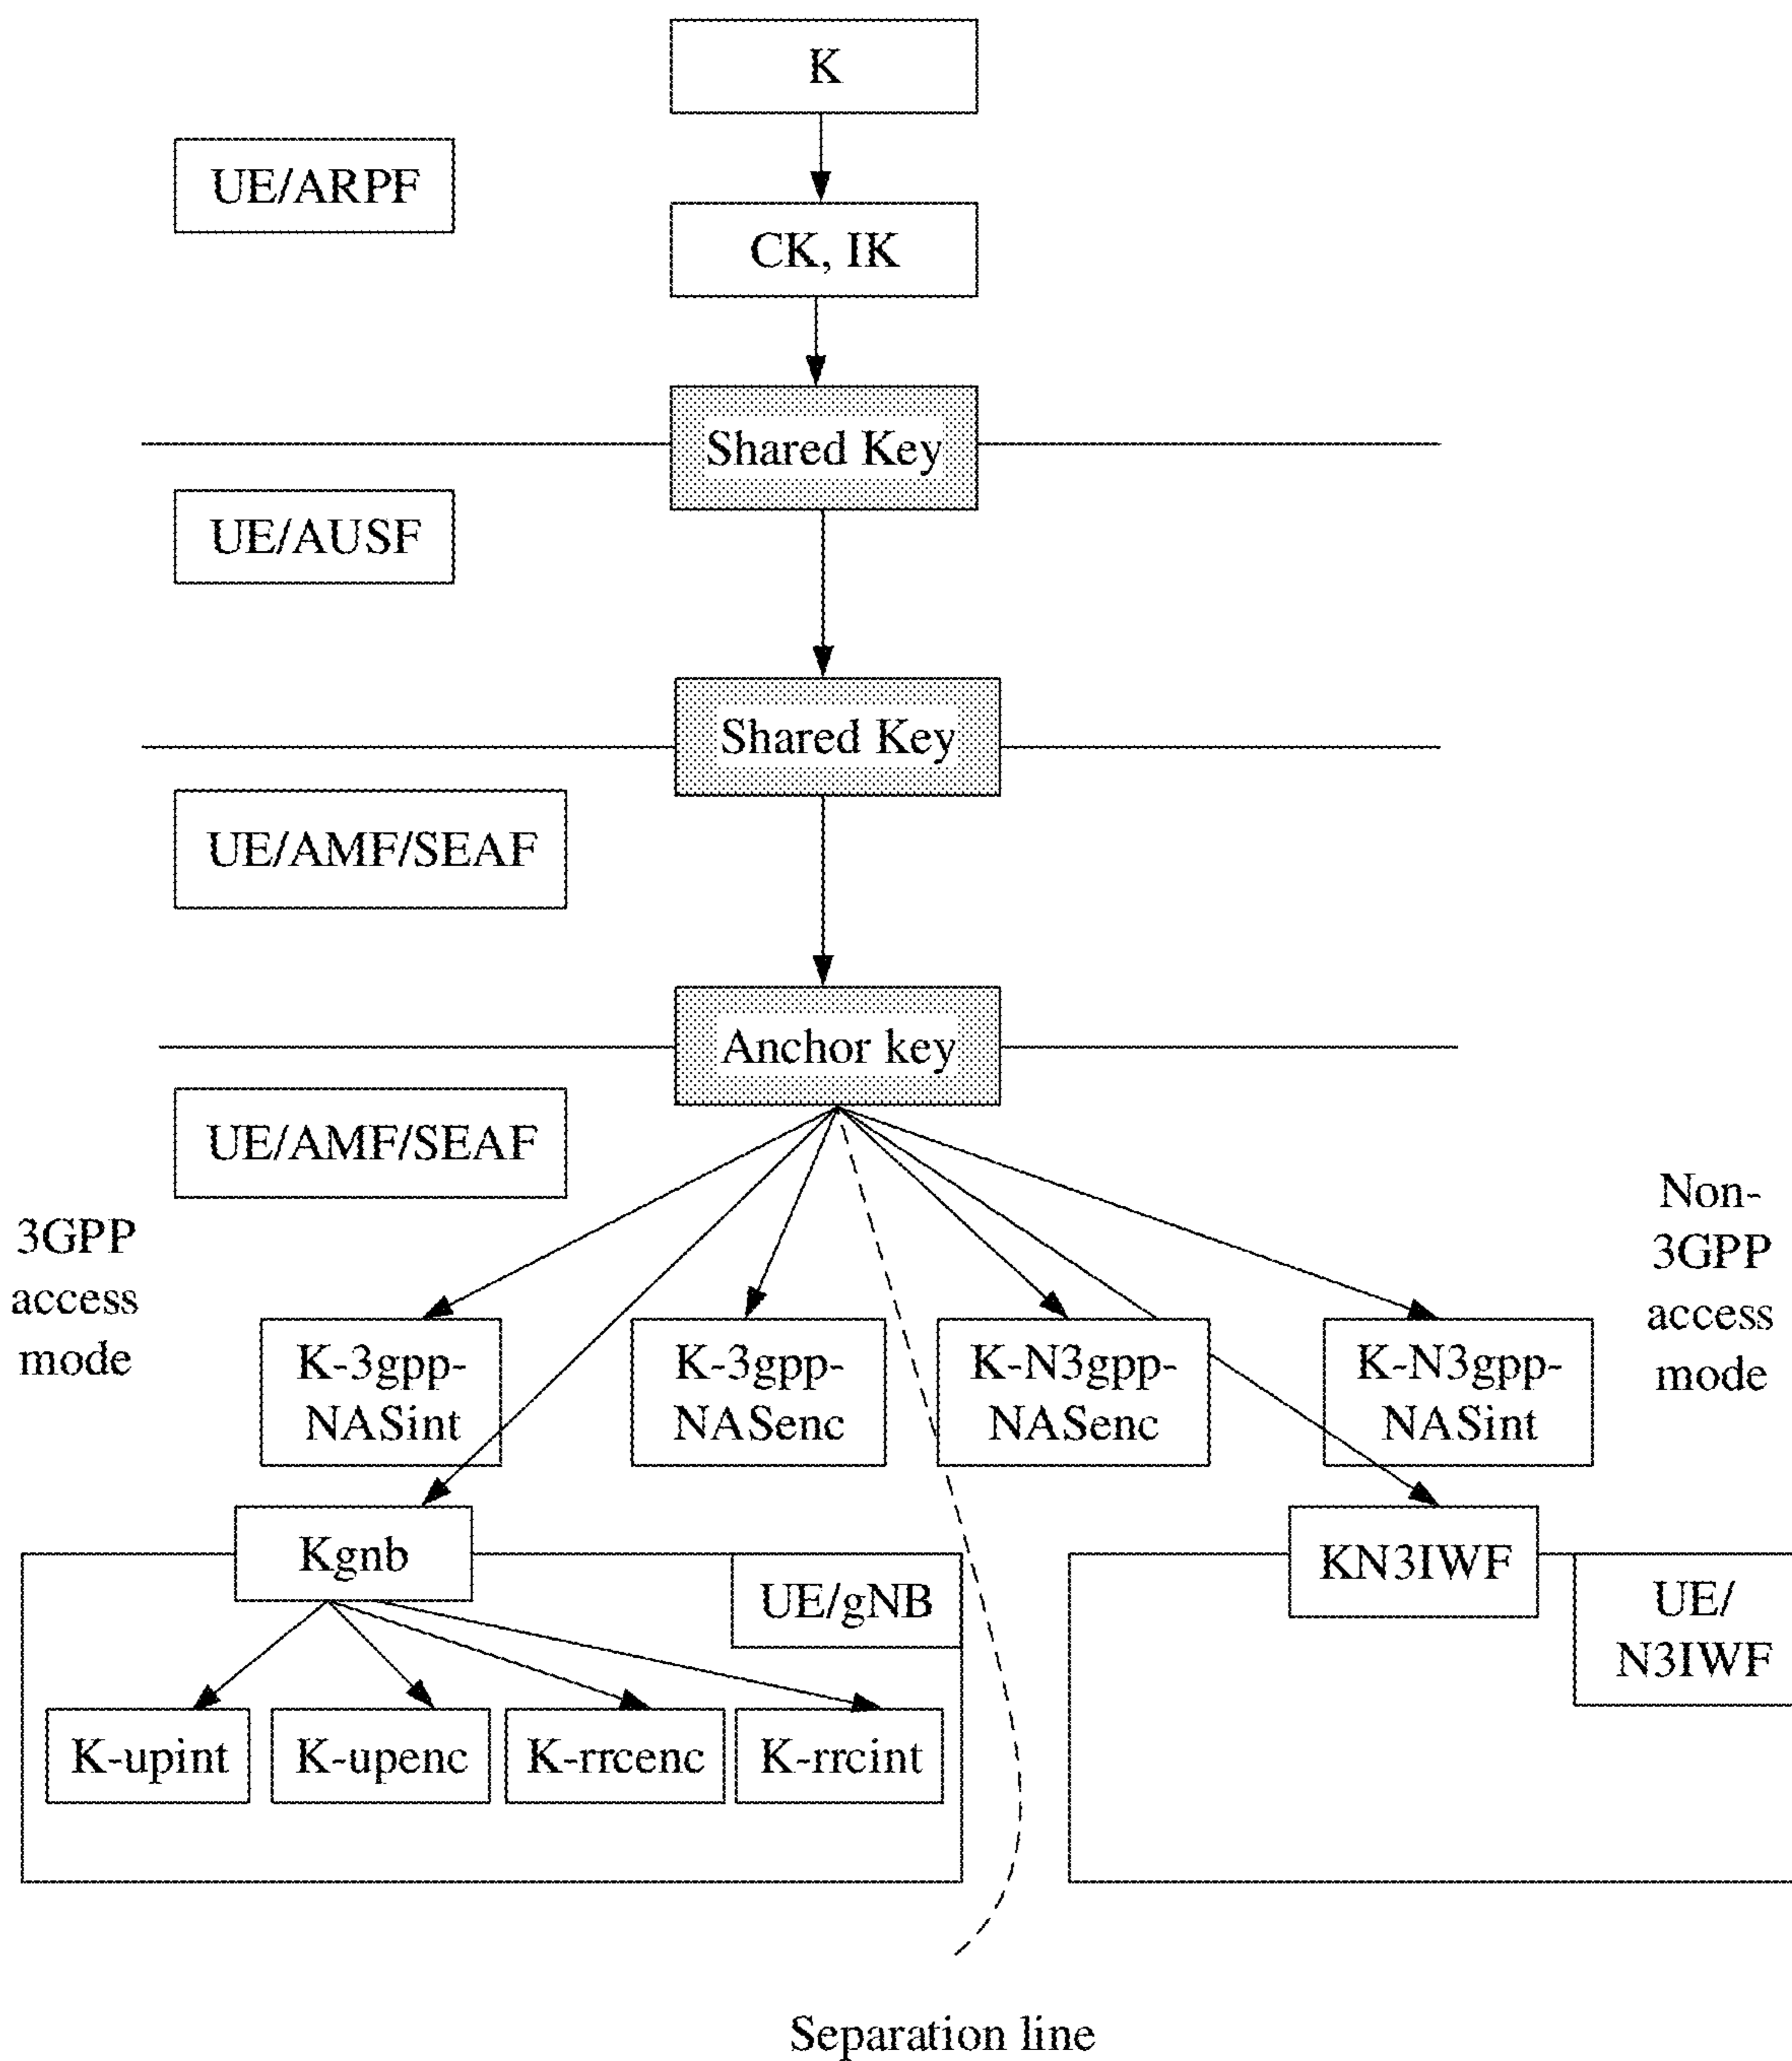 K
UE/ARPF
CK, IK
Shared Key
UE/AUSF
Shared Key
UE/AMF/SEAF
Anchor key
UE/AMF/SEAF
3GPP
access
mode
Non-
3GPP
access
mode
K-3gpp-
NASint
K-3gpp-
NASenc
K-N3gpp-
NASenc
K-N3gpp-
NASint
Kgnb
UE/gNB
KN3IWF
UE/
N3IWF
K-upint
K-upenc
K-rrcenc
K-rrcint
Separation line